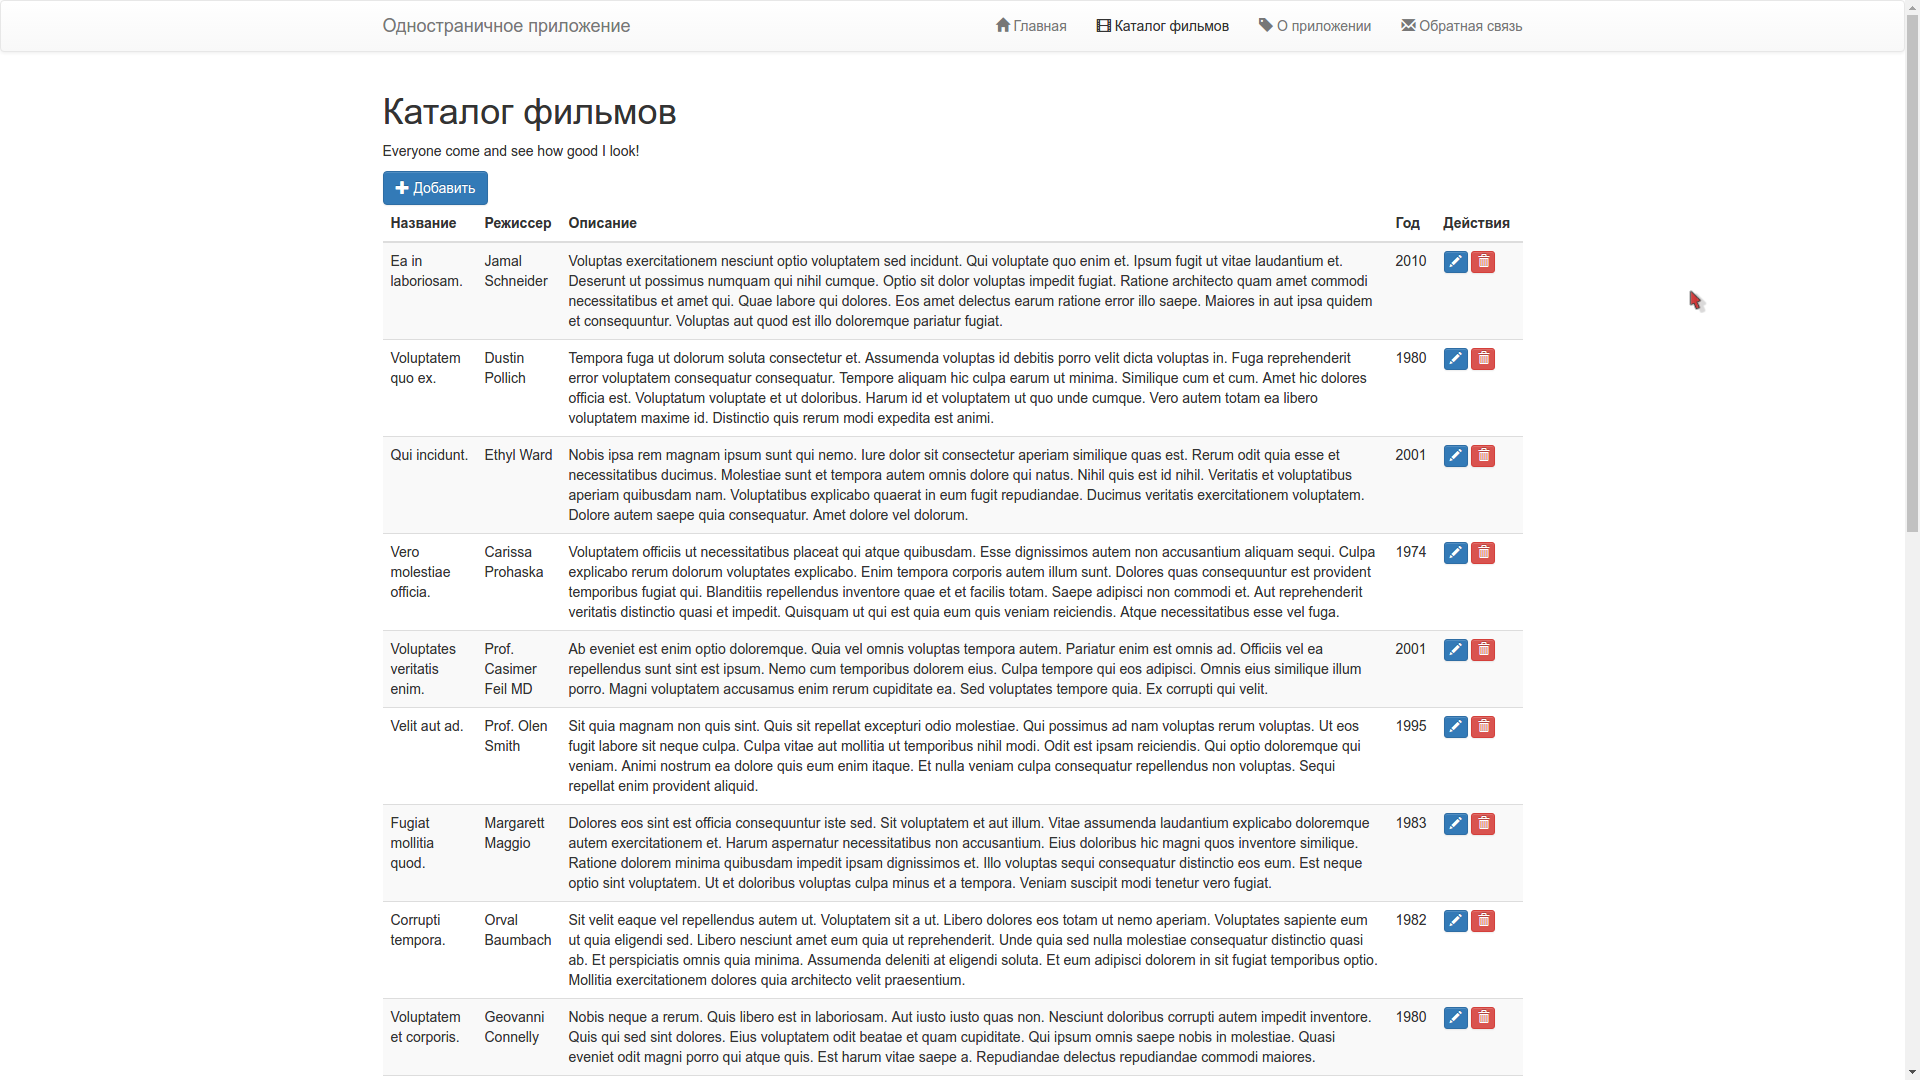 Одностраничное приложение
Главная
Каталог фильмов
О приложении
Обратная связь
Каталог фильмов
Everyone come and see how good I look!
Добавить
Название Режиссер Описание Год Действия
Ea in laboriosam.
Jamal Schneider
Voluptas exercitationem nesciunt optio voluptatem sed incidunt. Qui voluptate quo enim et. Ipsum fugit ut vitae laudantium et.
Deserunt ut possimus numquam qui nihil cumque. Optio sit dolor voluptas impedit fugiat. Ratione architecto quam amet commodi
necessitatibus et amet qui. Quae labore qui dolores. Eos amet delectus earum ratione error illo saepe. Maiores in aut ipsa quidem
et consequuntur. Voluptas aut quod est illo doloremque pariatur fugiat.
2010
Voluptatem quo ex.
Dustin Pollich
Tempora fuga ut dolorum soluta consectetur et. Assumenda voluptas id debitis porro velit dicta voluptas in. Fuga reprehenderit
error voluptatem consequatur consequatur. Tempore aliquam hic culpa earum ut minima. Similique cum et cum. Amet hic dolores
officia est. Voluptatum voluptate et ut doloribus. Harum id et voluptatem ut quo unde cumque. Vero autem totam ea libero
voluptatem maxime id. Distinctio quis rerum modi expedita est animi.
1980
Qui incidunt.
Ethyl Ward
Nobis ipsa rem magnam ipsum sunt qui nemo. Iure dolor sit consectetur aperiam similique quas est. Rerum odit quia esse et
necessitatibus ducimus. Molestiae sunt et tempora autem omnis dolore qui natus. Nihil quis est id nihil. Veritatis et voluptatibus
aperiam quibusdam nam. Voluptatibus explicabo quaerat in eum fugit repudiandae. Ducimus veritatis exercitationem voluptatem.
Dolore autem saepe quia consequatur. Amet dolore vel dolorum.
2001
Vero molestiae officia.
Carissa Prohaska
Voluptatem officiis ut necessitatibus placeat qui atque quibusdam. Esse dignissimos autem non accusantium aliquam sequi. Culpa
explicabo rerum dolorum voluptates explicabo. Enim tempora corporis autem illum sunt. Dolores quas consequuntur est provident
temporibus fugiat qui. Blanditiis repellendus inventore quae et et facilis totam. Saepe adipisci non commodi et. Aut reprehenderit
veritatis distinctio quasi et impedit. Quisquam ut qui est quia eum quis veniam reiciendis. Atque necessitatibus esse vel fuga.
1974
Voluptates veritatis enim.
Prof. Casimer Feil MD
Ab eveniet est enim optio doloremque. Quia vel omnis voluptas tempora autem. Pariatur enim est omnis ad. Officiis vel ea
repellendus sunt sint est ipsum. Nemo cum temporibus dolorem eius. Culpa tempore qui eos adipisci. Omnis eius similique illum
porro. Magni voluptatem accusamus enim rerum cupiditate ea. Sed voluptates tempore quia. Ex corrupti qui velit.
2001
Velit aut ad.
Prof. Olen Smith
Sit quia magnam non quis sint. Quis sit repellat excepturi odio molestiae. Qui possimus ad nam voluptas rerum voluptas. Ut eos
fugit labore sit neque culpa. Culpa vitae aut mollitia ut temporibus nihil modi. Odit est ipsam reiciendis. Qui optio doloremque qui
veniam. Animi nostrum ea dolore quis eum enim itaque. Et nulla veniam culpa consequatur repellendus non voluptas. Sequi
repellat enim provident aliquid.
1995
Fugiat mollitia quod.
Margarett Maggio
Dolores eos sint est officia consequuntur iste sed. Sit voluptatem et aut illum. Vitae assumenda laudantium explicabo doloremque
autem exercitationem et. Harum aspernatur necessitatibus non accusantium. Eius doloribus hic magni quos inventore similique.
Ratione dolorem minima quibusdam impedit ipsam dignissimos et. Illo voluptas sequi consequatur distinctio eos eum. Est neque
optio sint voluptatem. Ut et doloribus voluptas culpa minus et a tempora. Veniam suscipit modi tenetur vero fugiat.
1983
Corrupti tempora.
Orval Baumbach
Sit velit eaque vel repellendus autem ut. Voluptatem sit a ut. Libero dolores eos totam ut nemo aperiam. Voluptates sapiente eum
ut quia eligendi sed. Libero nesciunt amet eum quia ut reprehenderit. Unde quia sed nulla molestiae consequatur distinctio quasi
ab. Et perspiciatis omnis quia minima. Assumenda deleniti at eligendi soluta. Et eum adipisci dolorem in sit fugiat temporibus optio.
Mollitia exercitationem dolores quia architecto velit praesentium.
1982
Voluptatem et corporis.
Geovanni Connelly
Nobis neque a rerum. Quis libero est in laboriosam. Aut iusto iusto quas non. Nesciunt doloribus corrupti autem impedit inventore.
Quis qui sed sint dolores. Eius voluptatem odit beatae et quam cupiditate. Qui ipsum omnis saepe nobis in molestiae. Quasi
eveniet odit magni porro qui atque quis. Est harum vitae saepe a. Repudiandae delectus repudiandae commodi maiores.
1980